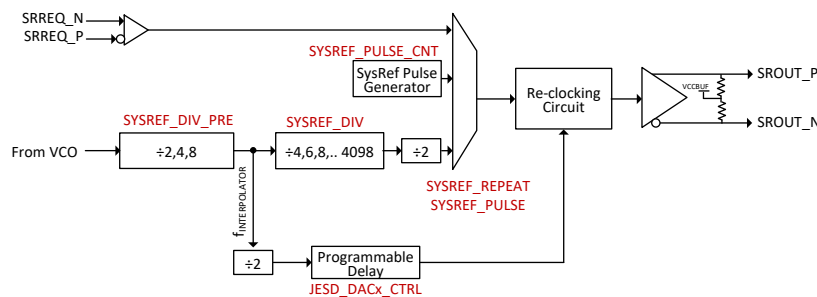 SRREQ_N
SRREQ_P
SYSREF_PULSE_CNT
SysRef Pulse
Generator
Re-clocking
Circuit
VCCBUF
SROUT_P
SROUT_N
SYSREF_DIV_PRE
SYSREF_DIV
From VCO
÷2,4,8
÷4,6,8,.. 4098
÷2
SYSREF_REPEAT
SYSREF_PULSE
fINTERPOLATOR
÷2
Programmable
Delay
JESD_DACx_CTRL